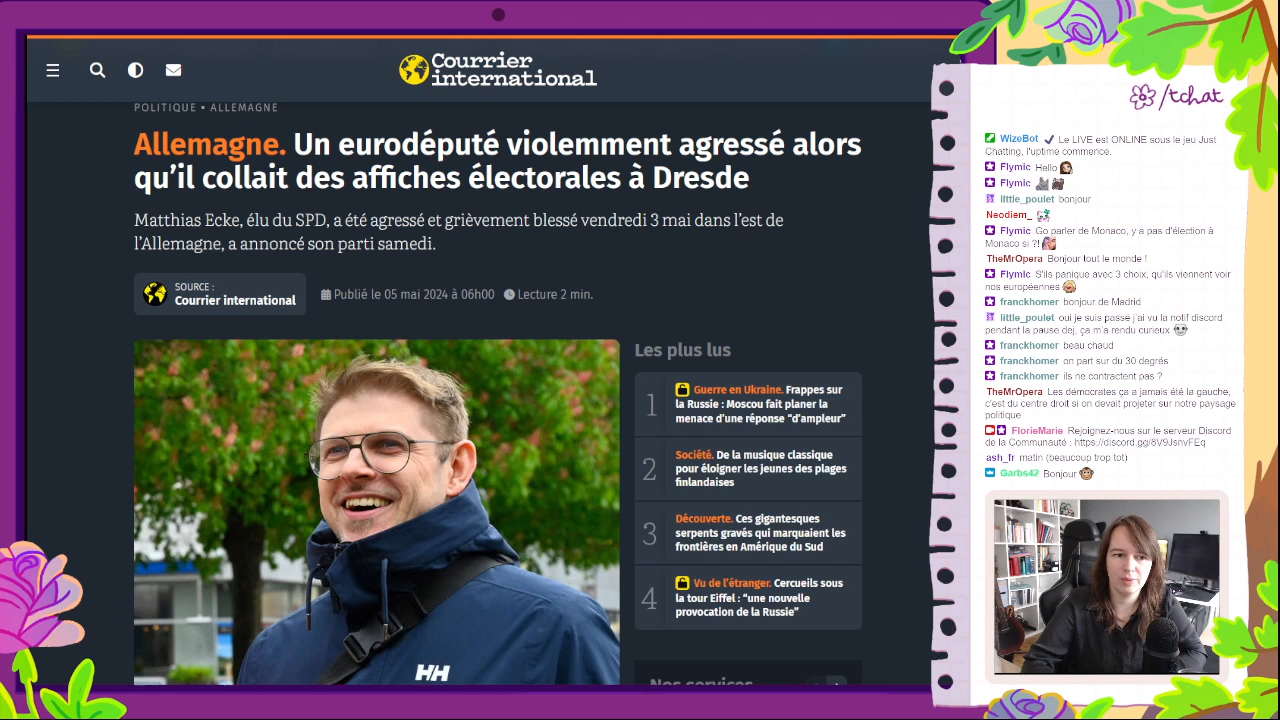 Courrier
international
POLITIQUE • ALLEMAGNE
Allemagne. Un eurodéputé violemment agressé alors
qu'il collait des affiches électorales à Dresde
Matthias Ecke, élu du SPD, a été agressé et grièvement blessé vendredi 3 mai dans l'est de
l'Allemagne, a annoncé son parti samedi.
SOURCE :
Courrier international
Publié le 05 mai 2024 à 06h00
Lecture 2 min.
HH
Les plus lus
1
Guerre en Ukraine. Frappes sur
la Russie : Moscou fait planer la
menace d'une réponse “d'ampleur”
2
Société. De la musique classique
pour éloigner les jeunes des plages
finlandaises
3
Découverte. Ces gigantesques
serpents gravés qui marquaient les
frontières en Amérique du Sud
4
Vu de l'étranger. Cercueils sous
la tour Eiffel : “une nouvelle
provocation de la Russie”
Nos services
/tchat
WizeBot Le LIVE est ONLINE sous le jeu Just
Chatting, l'uptime commence.
Flymic Hello
Flymic
little_poulet bonjour
Neodiem_
Flymic Go parler de Monaco, y a pas d'élection à
Monaco si ?!
TheMrOpera Bonjour tout le monde !
Flymic S'ils panique avec 3 choix, qu'ils viennent voir
nos européennes
franckhomer bonjour de Madrid
little_poulet oui je suis passé j'ai vu la notif discord
pendant la pause dej, ça m'a rendu curieux
franckhomer beau chaud
franckhomer on part sur du 30 degrés
franckhomer ils ne contractent pas ?
TheMrOpera Les démocrates ça a jamais été la gauche,
c'est du centre droit si on devait projeter sur notre paysage
politique
FlorieMarie Rejoignez-nous sur le serveur Discord
de la Communauté : https://discord.gg/8V9JsnvFEq
ash_fr matin (beaucoup trop tot)
Garbs42 Bonjour